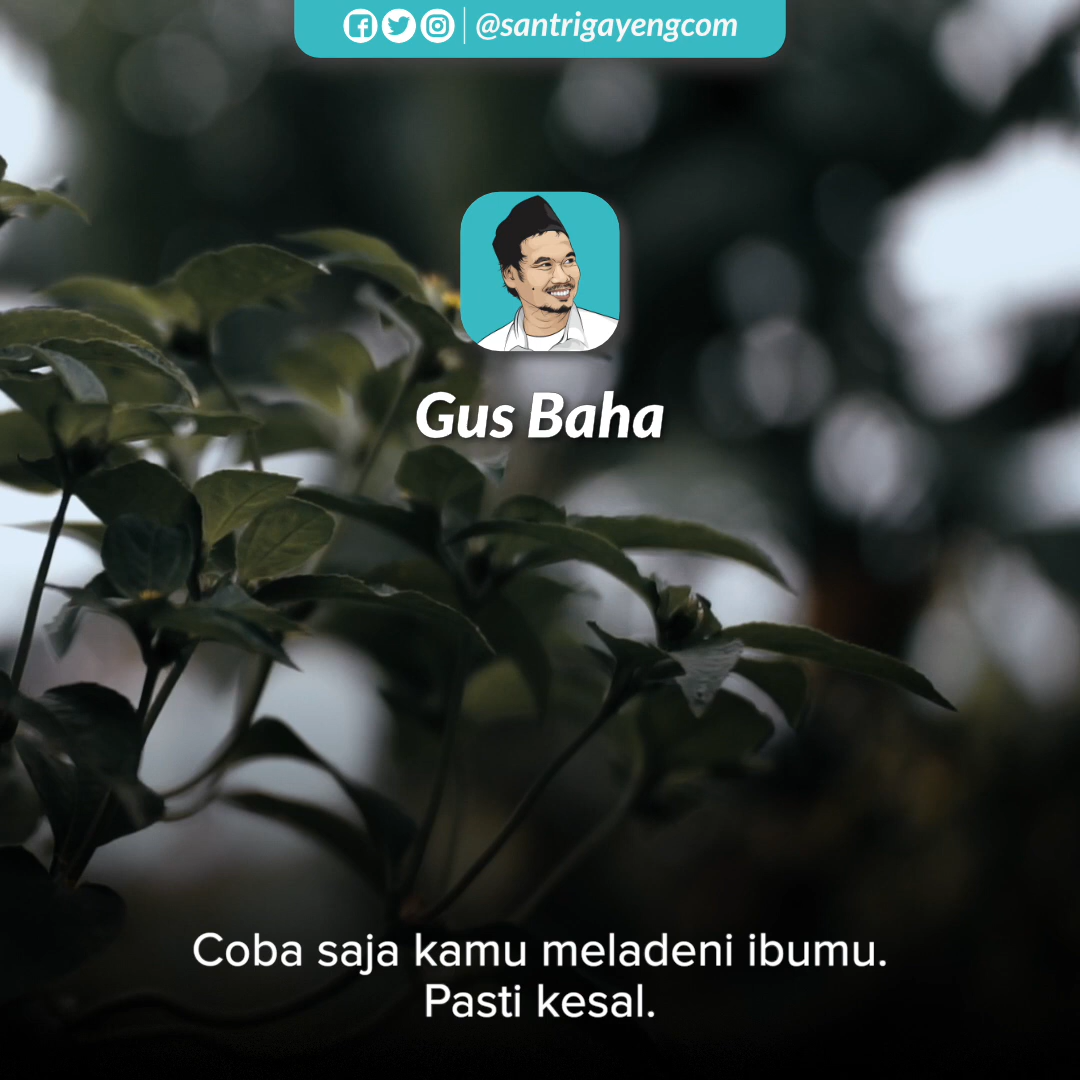 @santrigayengcom
Gus Baha
Coba saja kamu meladeni ibumu.
Pasti kesal.